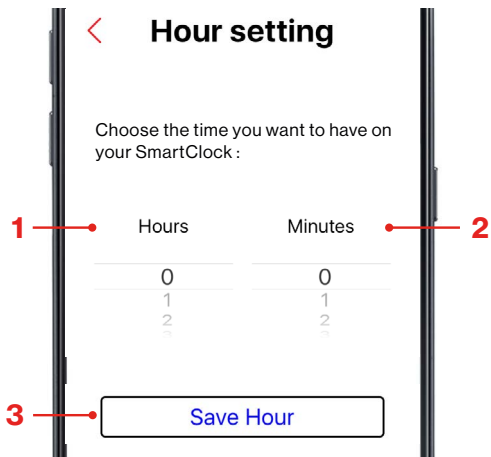 Hour setting
Choose the time you want to have on
your SmartClock :
1 Hours Minutes 2
0 0
1 1
2 2
3 Save Hour